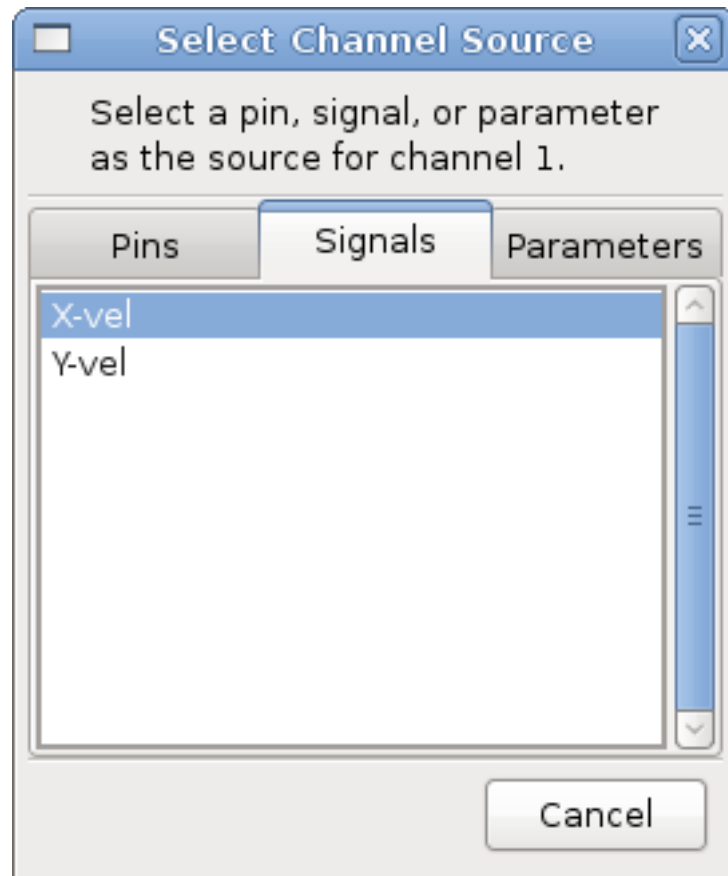 Select Channel Source
Select a pin, signal, or parameter
as the source for channel 1.
Pins Signals Parameters
X-vel
Y-vel
Cancel